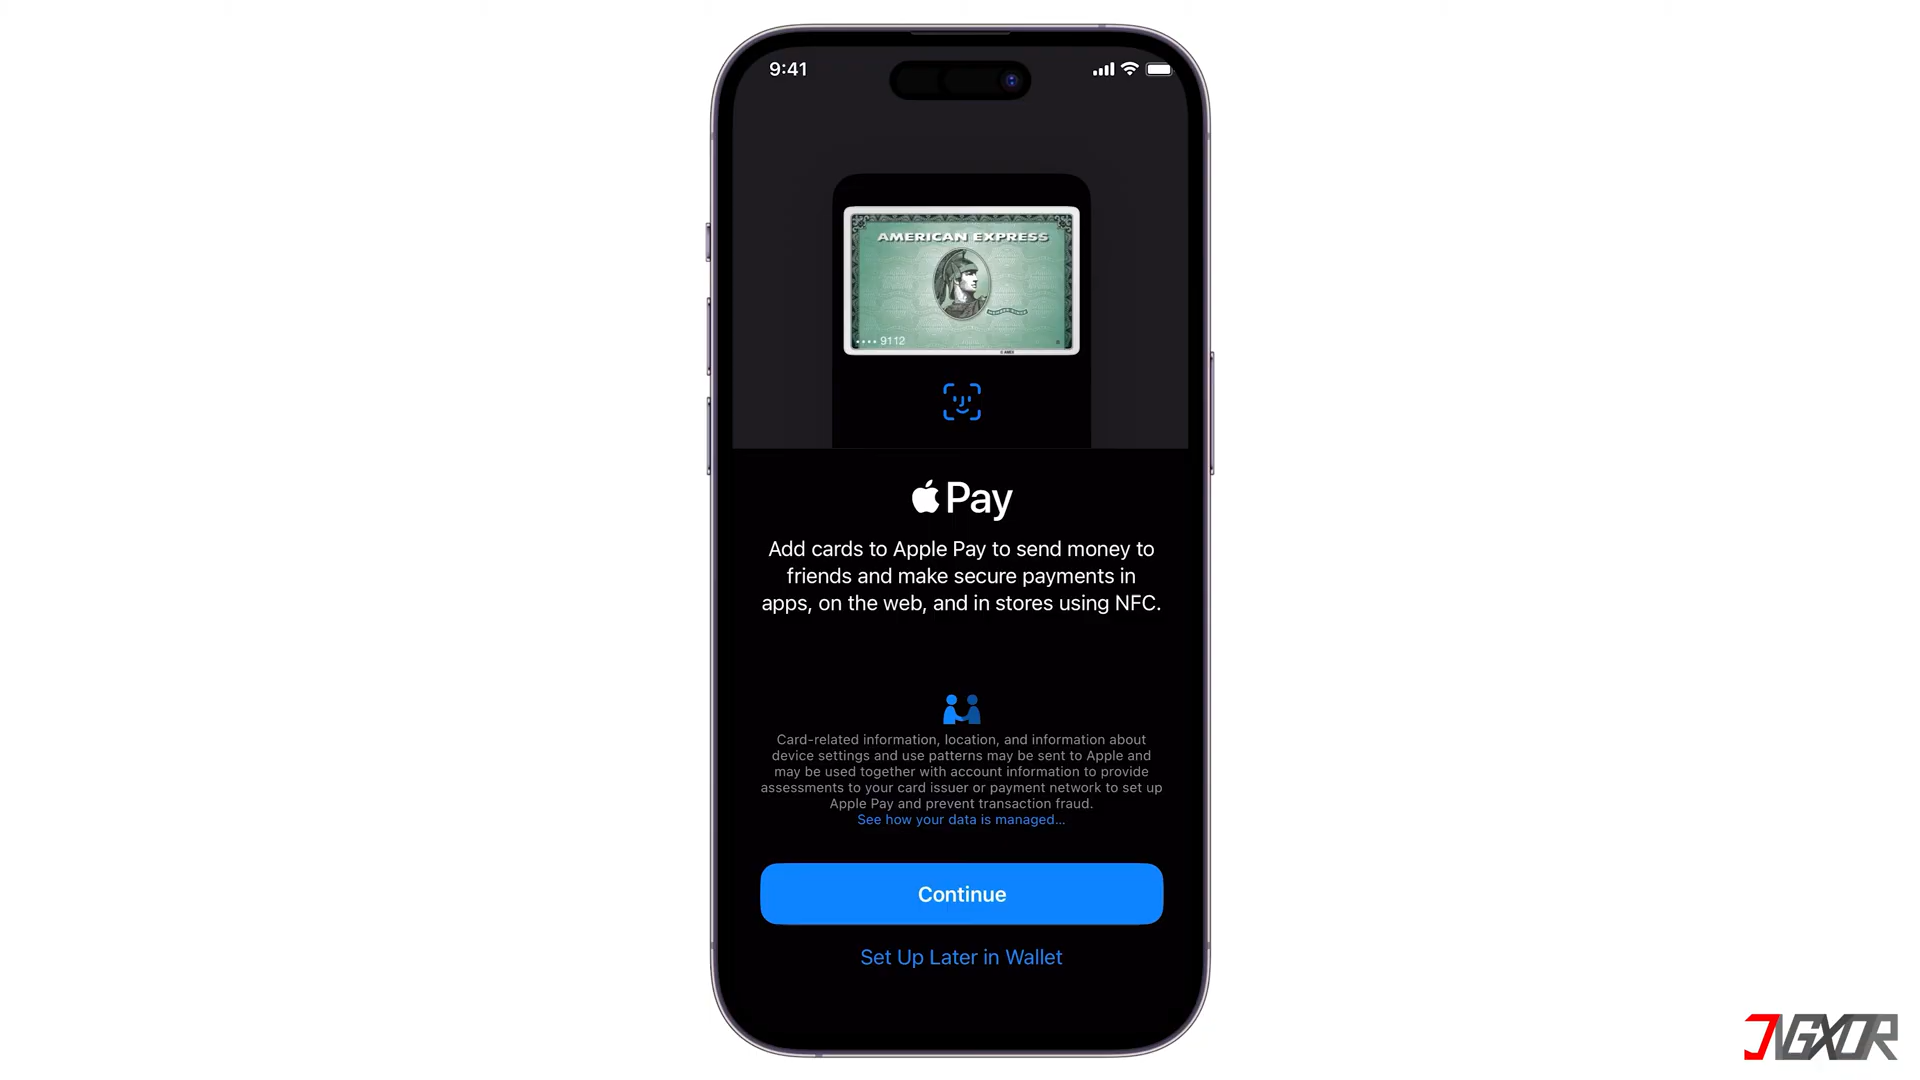 9:41
AMERICAN EXPRESS
•••• 9112
Pay
Add cards to Apple Pay to send money to
friends and make secure payments in
apps, on the web, and in stores using NFC.
Card-related information, location, and information about
device settings and use patterns may be sent to Apple and
may be used together with account information to provide
assessments to your card issuer or payment network to set up
Apple Pay and prevent transaction fraud.
See how your data is managed...
Continue
Set Up Later in Wallet
JVGXOR